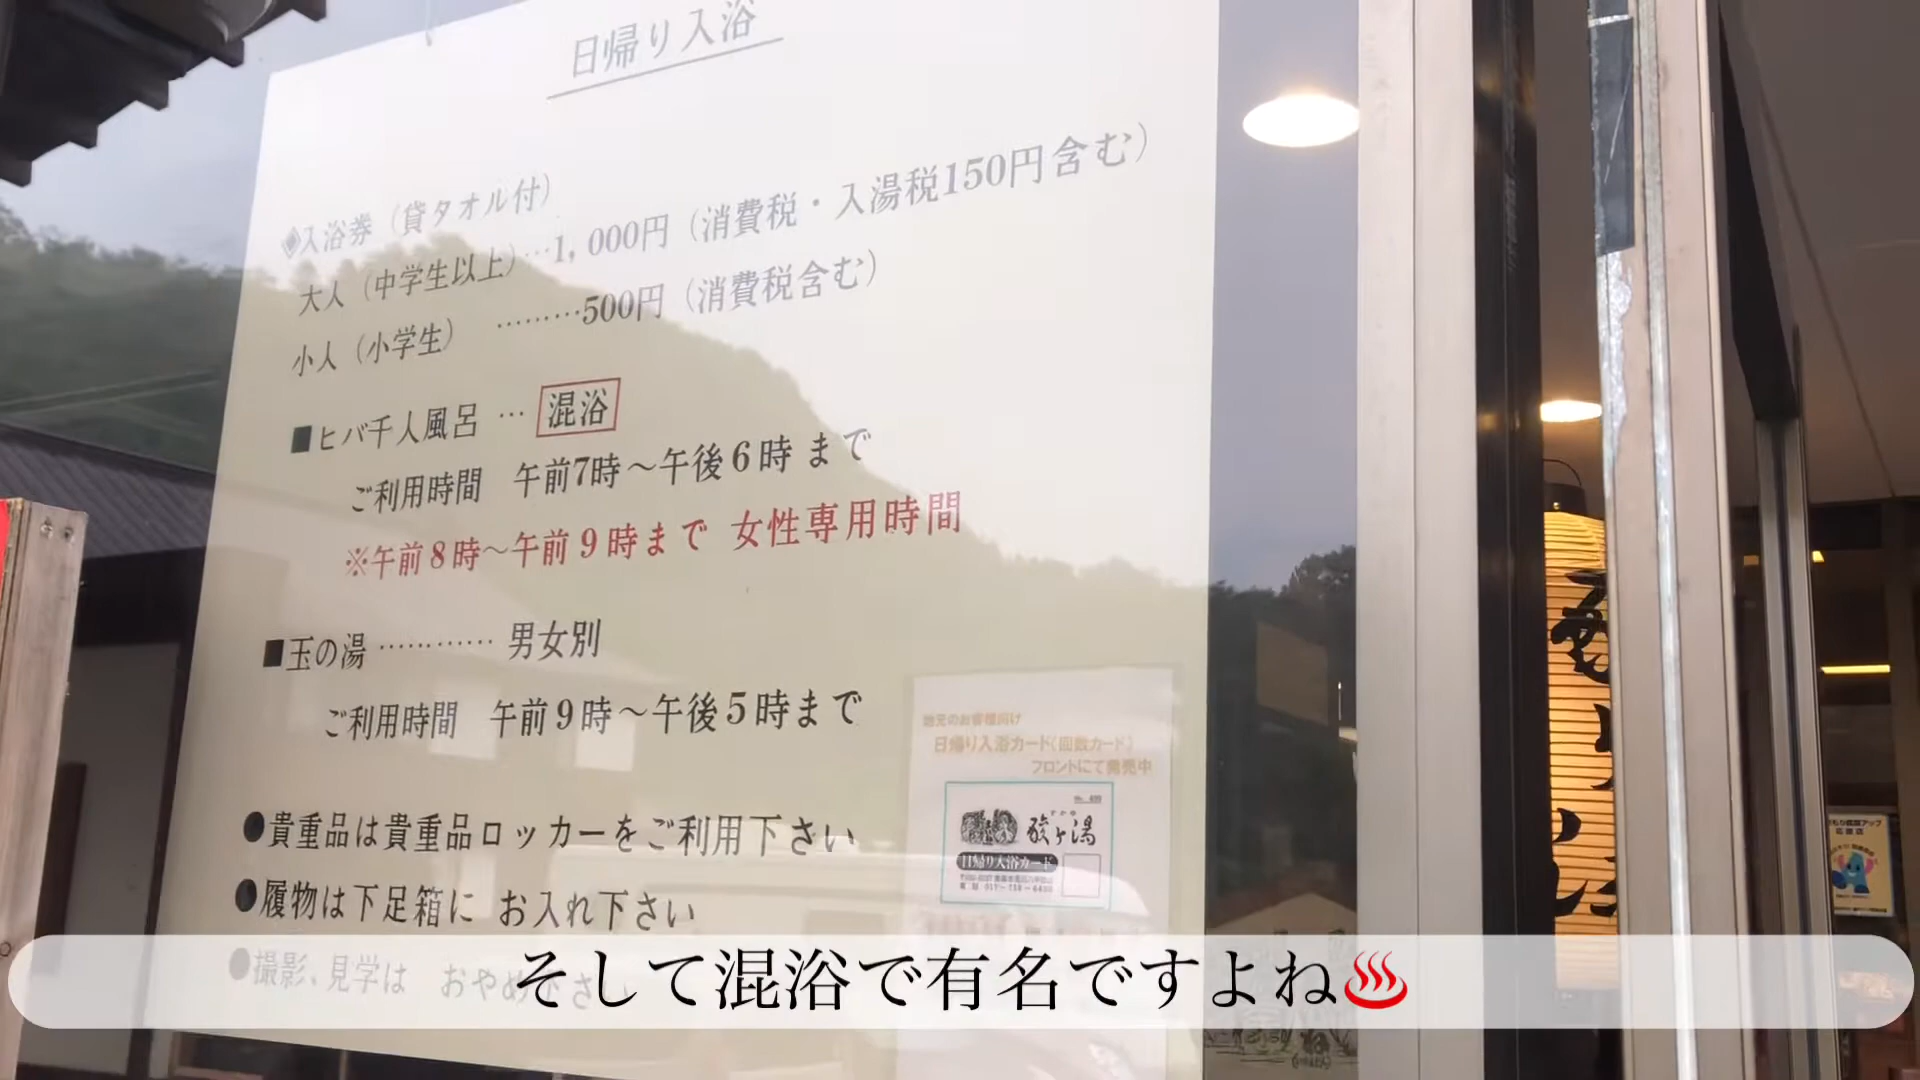 日帰り入浴
◈入浴券（貸タオル付）
大人（中学生以上）…1,000円（消費税・入湯税150円含む）
小人（小学生）………500円（消費税含む）
■ヒバ千人風呂 … 混浴
ご利用時間 午前7時～午後6時 まで
※午前8時～午前9時まで 女性専用時間
■玉の湯………… 男女別
ご利用時間 午前9時～午後5時まで
●貴重品は貴重品ロッカーをご利用下さい
●履物は下足箱に お入れ下さい
●撮影、見学は おやめ下さい
地元のお客様向け
日帰り入浴カード(回数カード)
フロントにて発売中
酸ヶ湯
日帰り入浴カード
そして混浴で有名ですよね♨